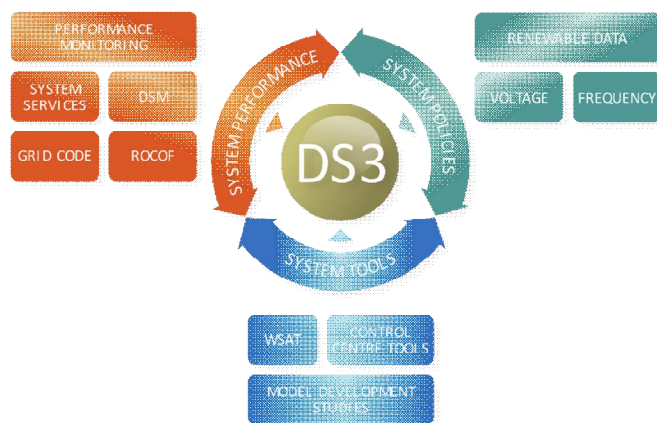 PERFORMANCE
MONITORING
SYSTEM
SERVICES
DSM
GRID CODE
ROCOF
SYSTEM PERFORMANCE
SYSTEM POLICIES
DS3
SYSTEM TOOLS
RENEWABLE DATA
VOLTAGE
FREQUENCY
WSAT
CONTROL
CENTRE TOOLS
MODEL DEVELOPMENT
STUDIES